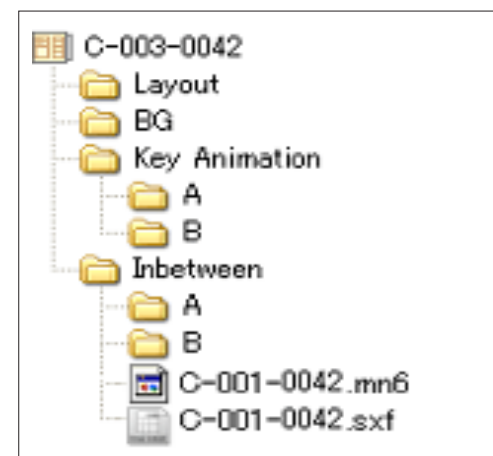 C-003-0042
Layout
BG
Key Animation
A
B
Inbetween
A
B
C-001-0042.mn6
C-001-0042.sxf